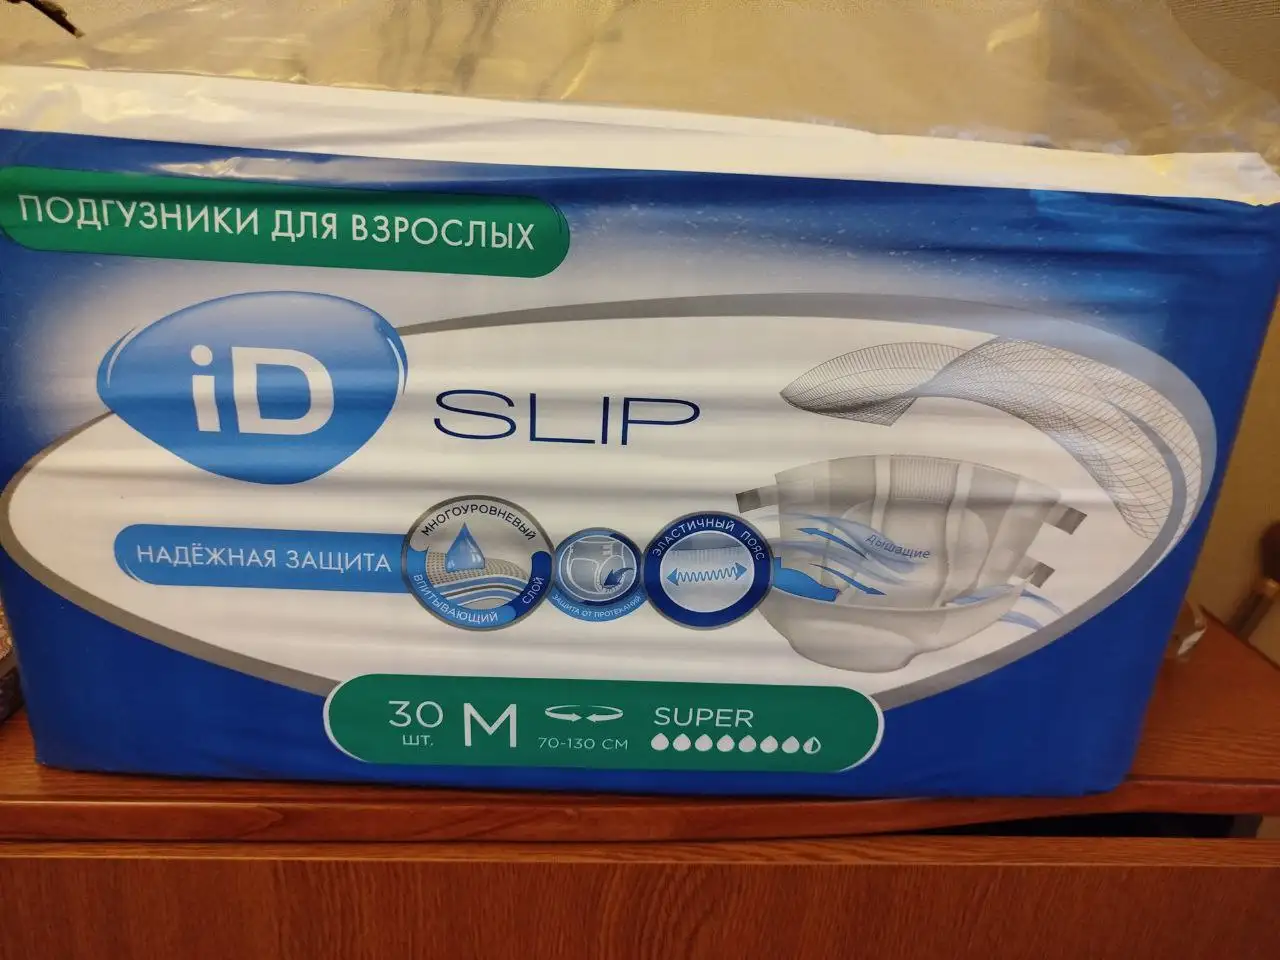 ПОДГУЗНИКИ ДЛЯ ВЗРОСЛЫХ
iD SLIP
НАДЁЖНАЯ ЗАЩИТА
МНОГОУРОВНЕВЫЙ
ВПИТЫВАЮЩИЙ СЛОЙ
ЗАЩИТА ОТ ПРОТЕКАНИЙ
ЭЛАСТИЧНЫЙ ПОЯС
дышащие
30 ШТ. M 70-130 СМ SUPER